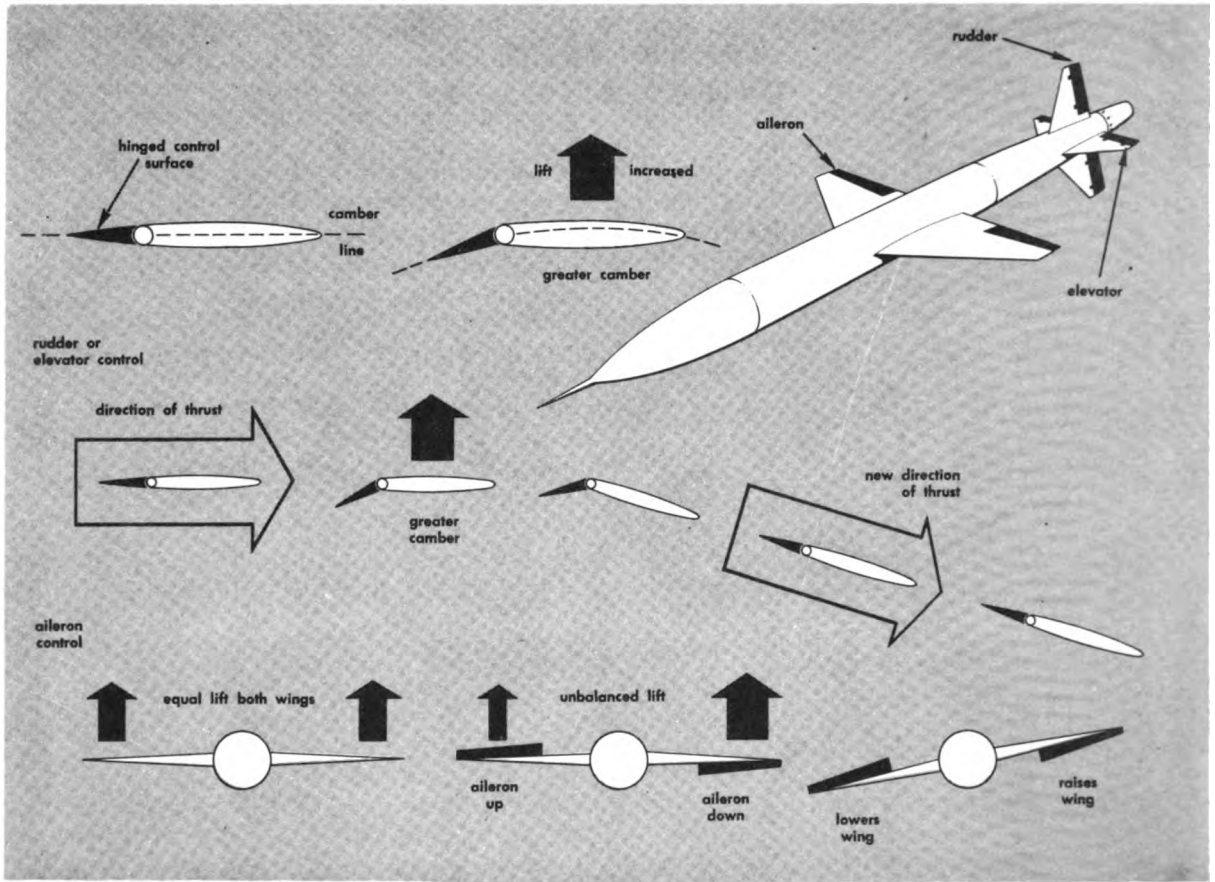 rudder
aileron
hinged control
surface
lift increased
camber
line
greater camber
elevator
rudder or
elevator control
direction of thrust
greater
camber
new direction
of thrust
aileron
control
equal lift both wings
unbalanced lift
aileron
up
aileron
down
lowers
wing
raises
wing